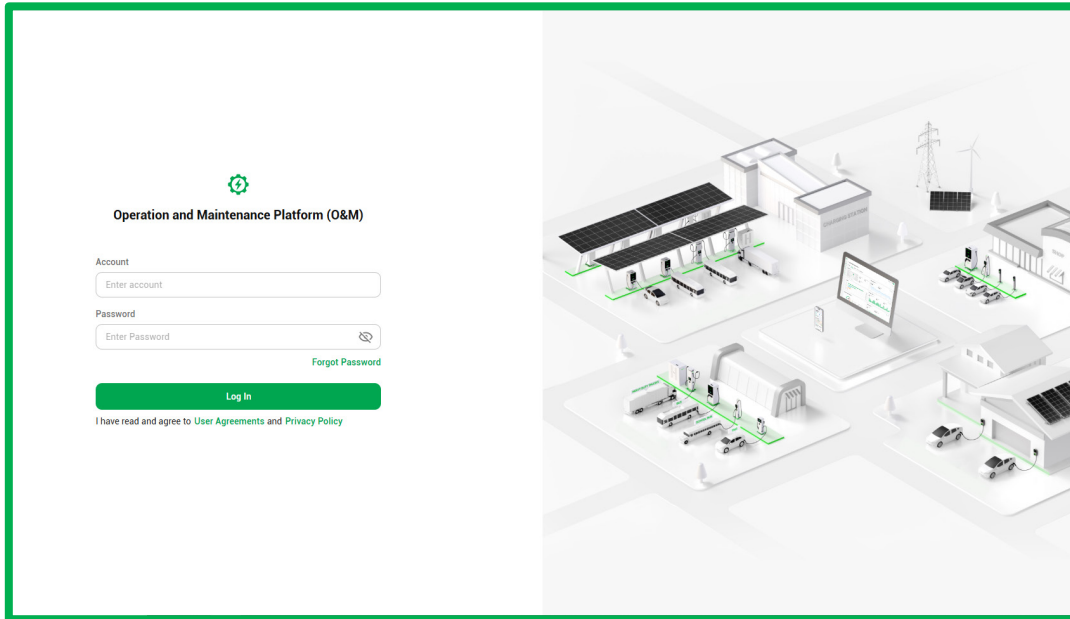 Operation and Maintenance Platform (O&M)
Account
Enter account
Password
Enter Password
Forgot Password
Log In
I have read and agree to User Agreements and Privacy Policy